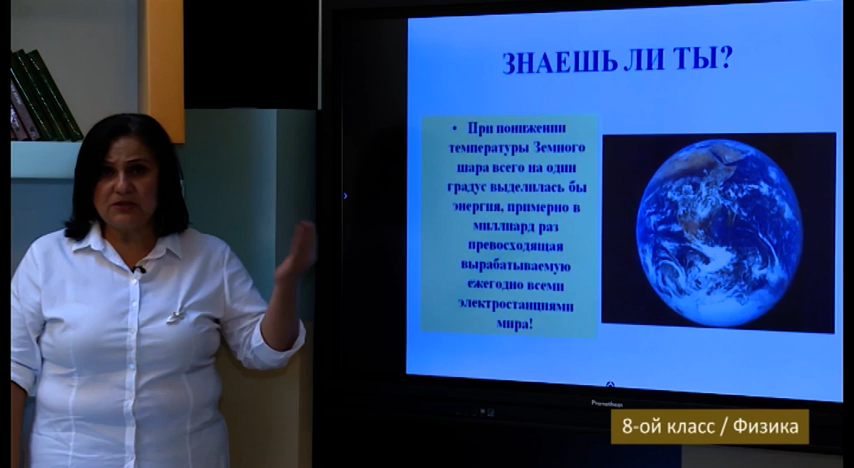 ЗНАЕШЬ ЛИ ТЫ?
• При понижении
температуры Земного
шара всего на один
градус выделилась бы
энергия, примерно в
миллиард раз
превосходящая
вырабатываемую
ежегодно всеми
электростанциями
мира!
Promethean
8-ой класс / Физика